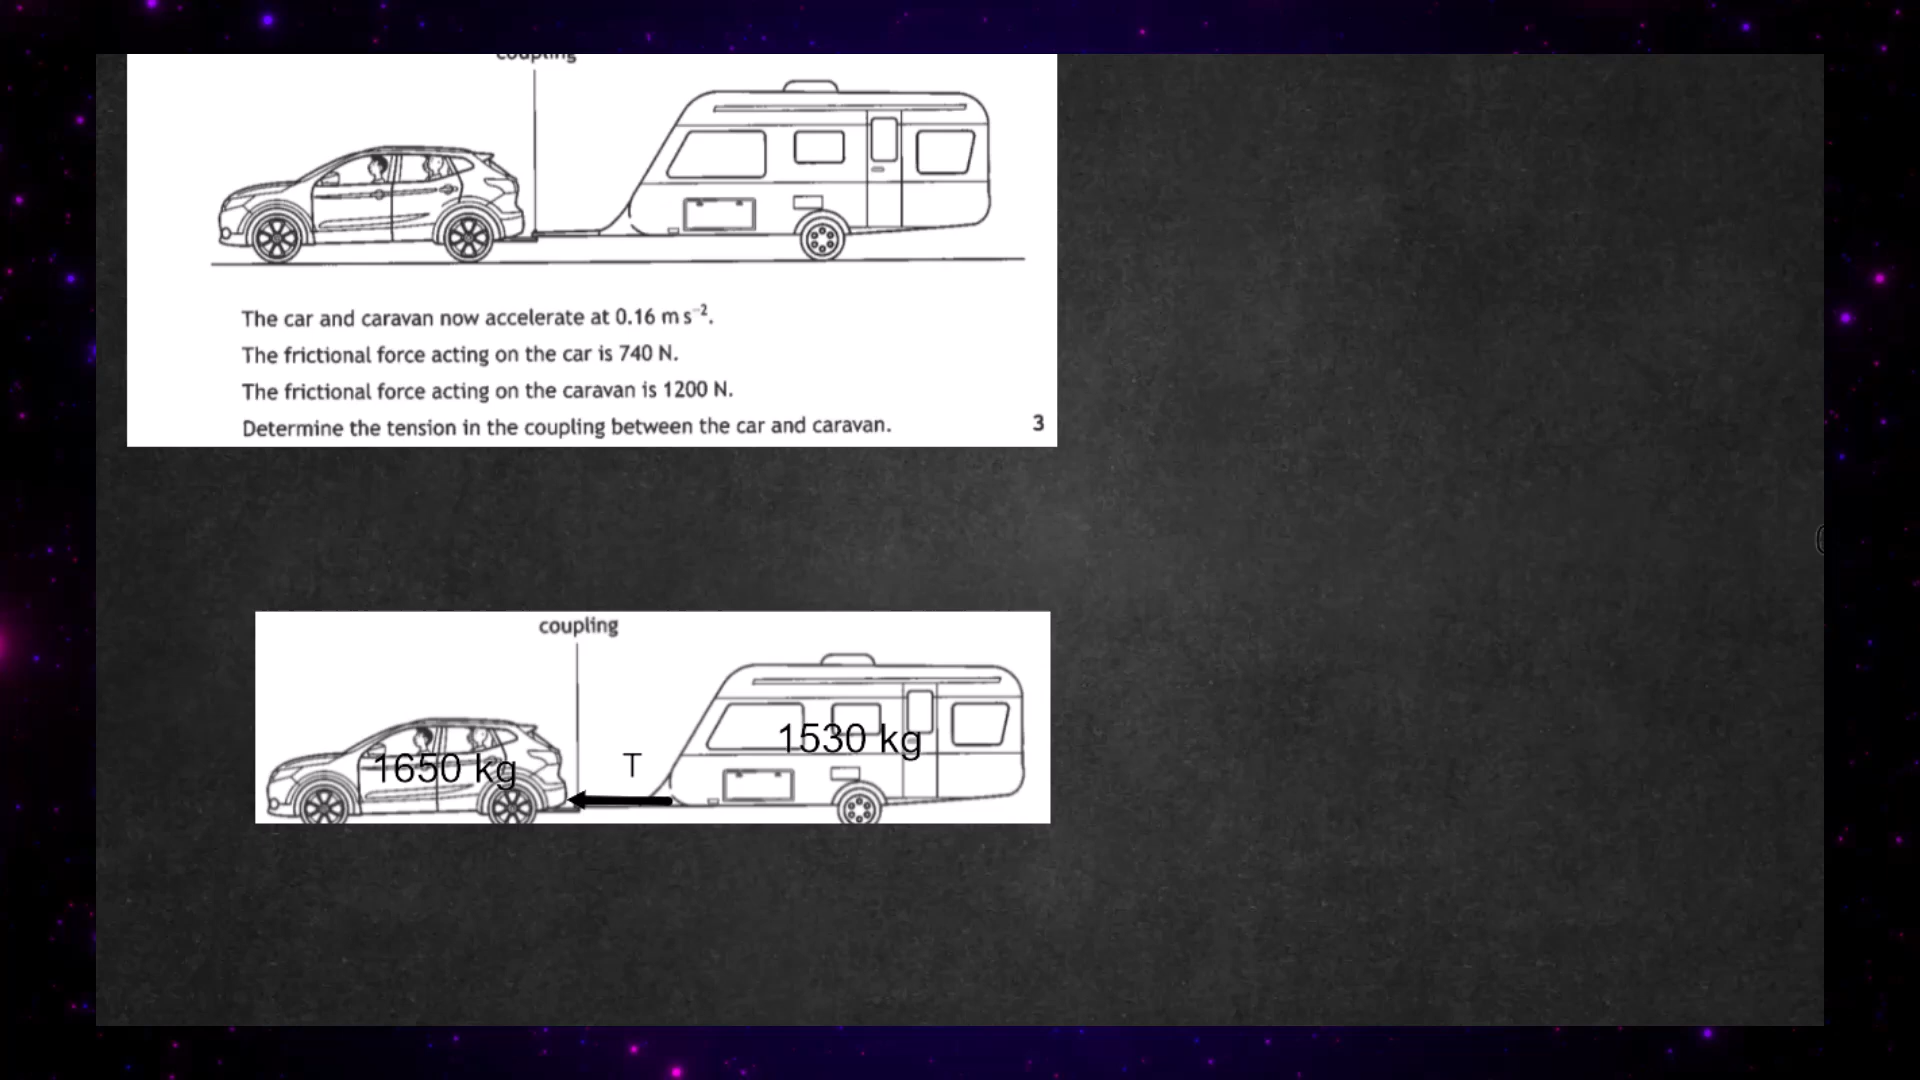 coupling
The car and caravan now accelerate at 0.16 m s⁻².
The frictional force acting on the car is 740 N.
The frictional force acting on the caravan is 1200 N.
Determine the tension in the coupling between the car and caravan. 3
coupling
1650 kg
T
1530 kg